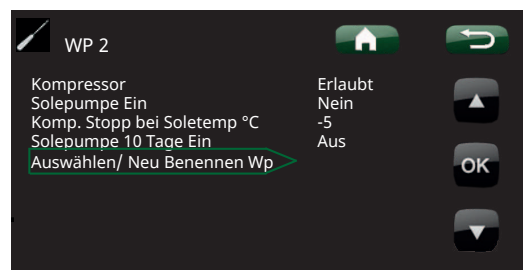 WP 2
Kompressor Erlaubt
Solepumpe Ein Nein
Komp. Stopp bei Soletemp °C -5
Solepumpe 10 Tage Ein Aus
Auswählen/ Neu Benennen Wp
OK